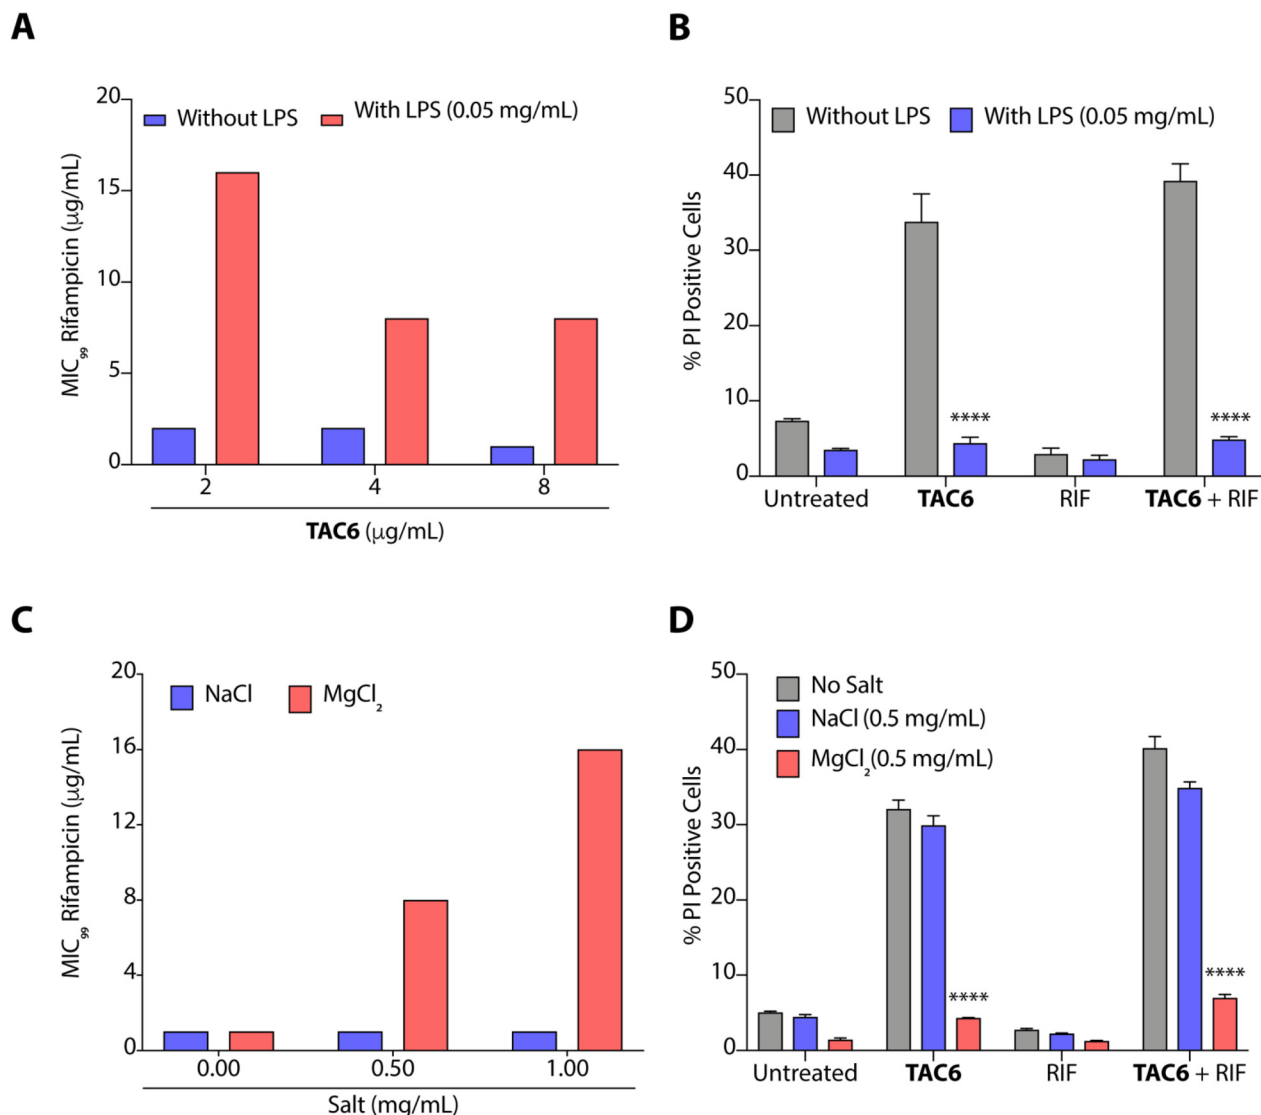 A
20
15
10
5
0
MIC₉₉ Rifampicin (μg/mL)
Without LPS
With LPS (0.05 mg/mL)
2 4 8
TAC6 (μg/mL)
B
50
40
30
20
10
0
% PI Positive Cells
Without LPS
With LPS (0.05 mg/mL)
**** ****
Untreated TAC6 RIF TAC6 + RIF
C
20
16
12
8
4
0
MIC₉₉ Rifampicin (μg/mL)
NaCl
MgCl₂
0.00 0.50 1.00
Salt (mg/mL)
D
50
40
30
20
10
0
% PI Positive Cells
No Salt
NaCl (0.5 mg/mL)
MgCl₂(0.5 mg/mL)
**** ****
Untreated TAC6 RIF TAC6 + RIF